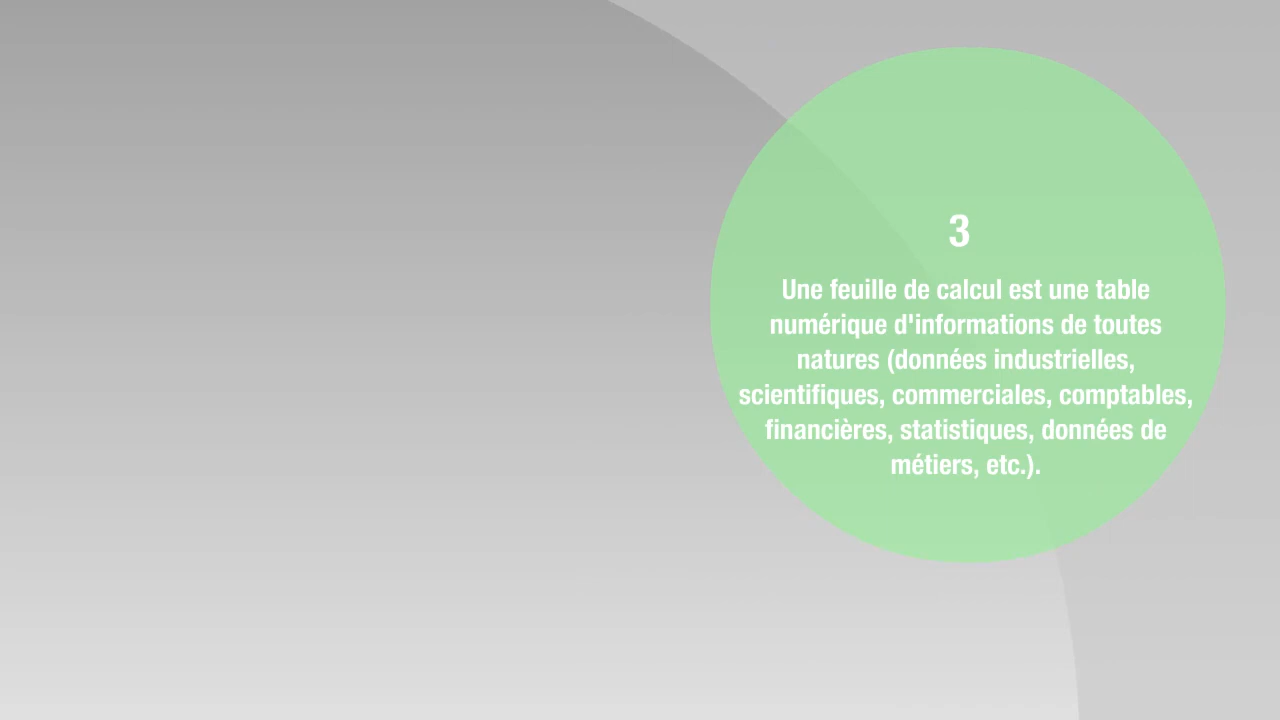 3
Une feuille de calcul est une table
numérique d'informations de toutes
natures (données industrielles,
scientifiques, commerciales, comptables,
financières, statistiques, données de
métiers, etc.).